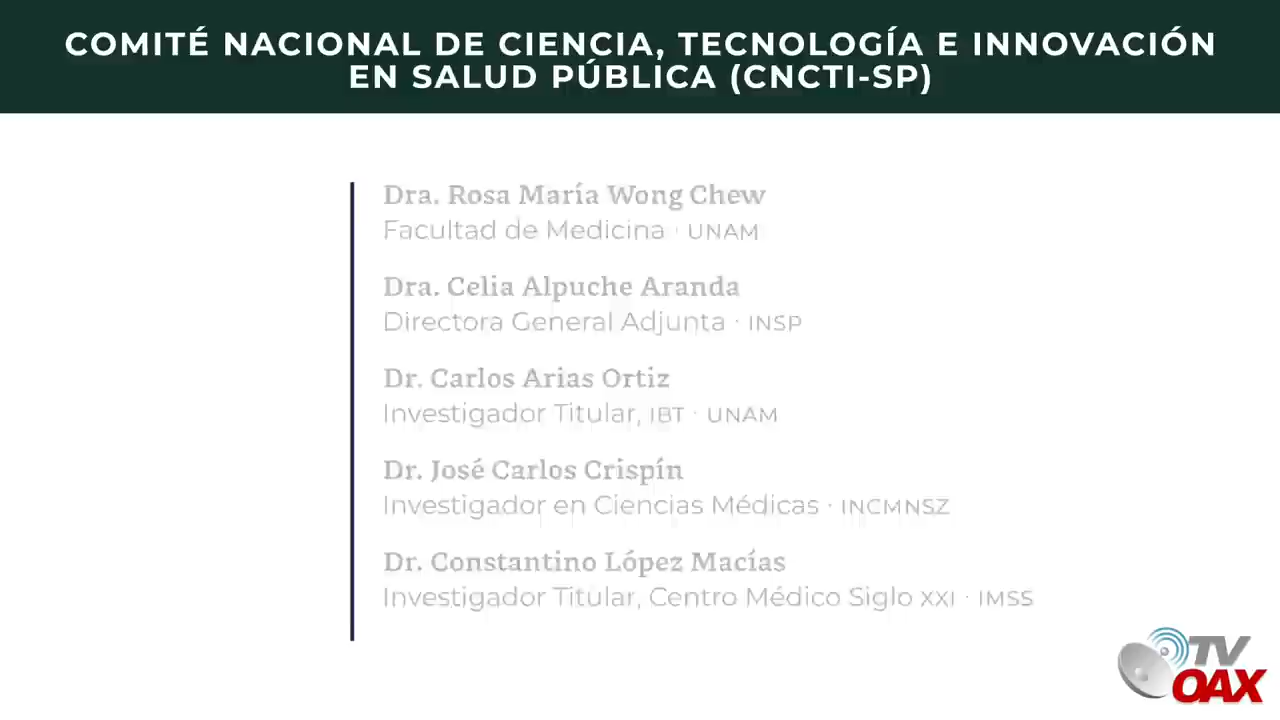 COMITÉ NACIONAL DE CIENCIA, TECNOLOGÍA E INNOVACIÓN
EN SALUD PÚBLICA (CNCTI-SP)
Dra. Rosa María Wong Chew
Facultad de Medicina · UNAM
Dra. Celia Alpuche Aranda
Directora General Adjunta · INSP
Dr. Carlos Arias Ortiz
Investigador Titular, IBT · UNAM
Dr. José Carlos Crispín
Investigador en Ciencias Médicas · INCMNSZ
Dr. Constantino López Macías
Investigador Titular, Centro Médico Siglo XXI · IMSS
TV
OAX